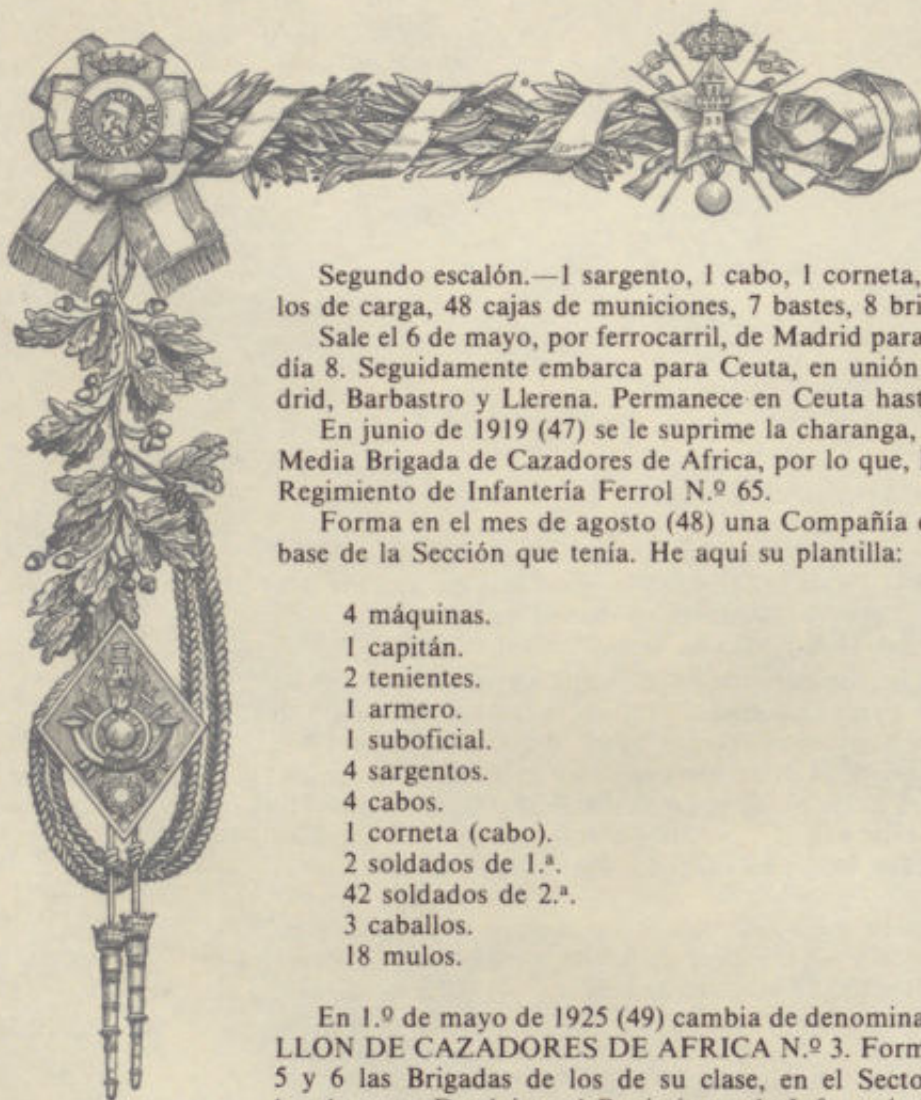 Segundo escalón.—1 sargento, 1 cabo, 1 corneta,
los de carga, 48 cajas de municiones, 7 bastes, 8 bri
Sale el 6 de mayo, por ferrocarril, de Madrid para
día 8. Seguidamente embarca para Ceuta, en unión
drid, Barbastro y Llerena. Permanece en Ceuta hast
En junio de 1919 (47) se le suprime la charanga,
Media Brigada de Cazadores de Africa, por lo que,
Regimiento de Infantería Ferrol N.º 65.
Forma en el mes de agosto (48) una Compañía
base de la Sección que tenía. He aquí su plantilla:
4 máquinas.
1 capitán.
2 tenientes.
1 armero.
1 suboficial.
4 sargentos.
4 cabos.
1 corneta (cabo).
2 soldados de 1.ª.
42 soldados de 2.ª.
3 caballos.
18 mulos.
En 1.º de mayo de 1925 (49) cambia de denomina
LLON DE CAZADORES DE AFRICA N.º 3. Form
5 y 6 las Brigadas de los de su clase, en el Secto